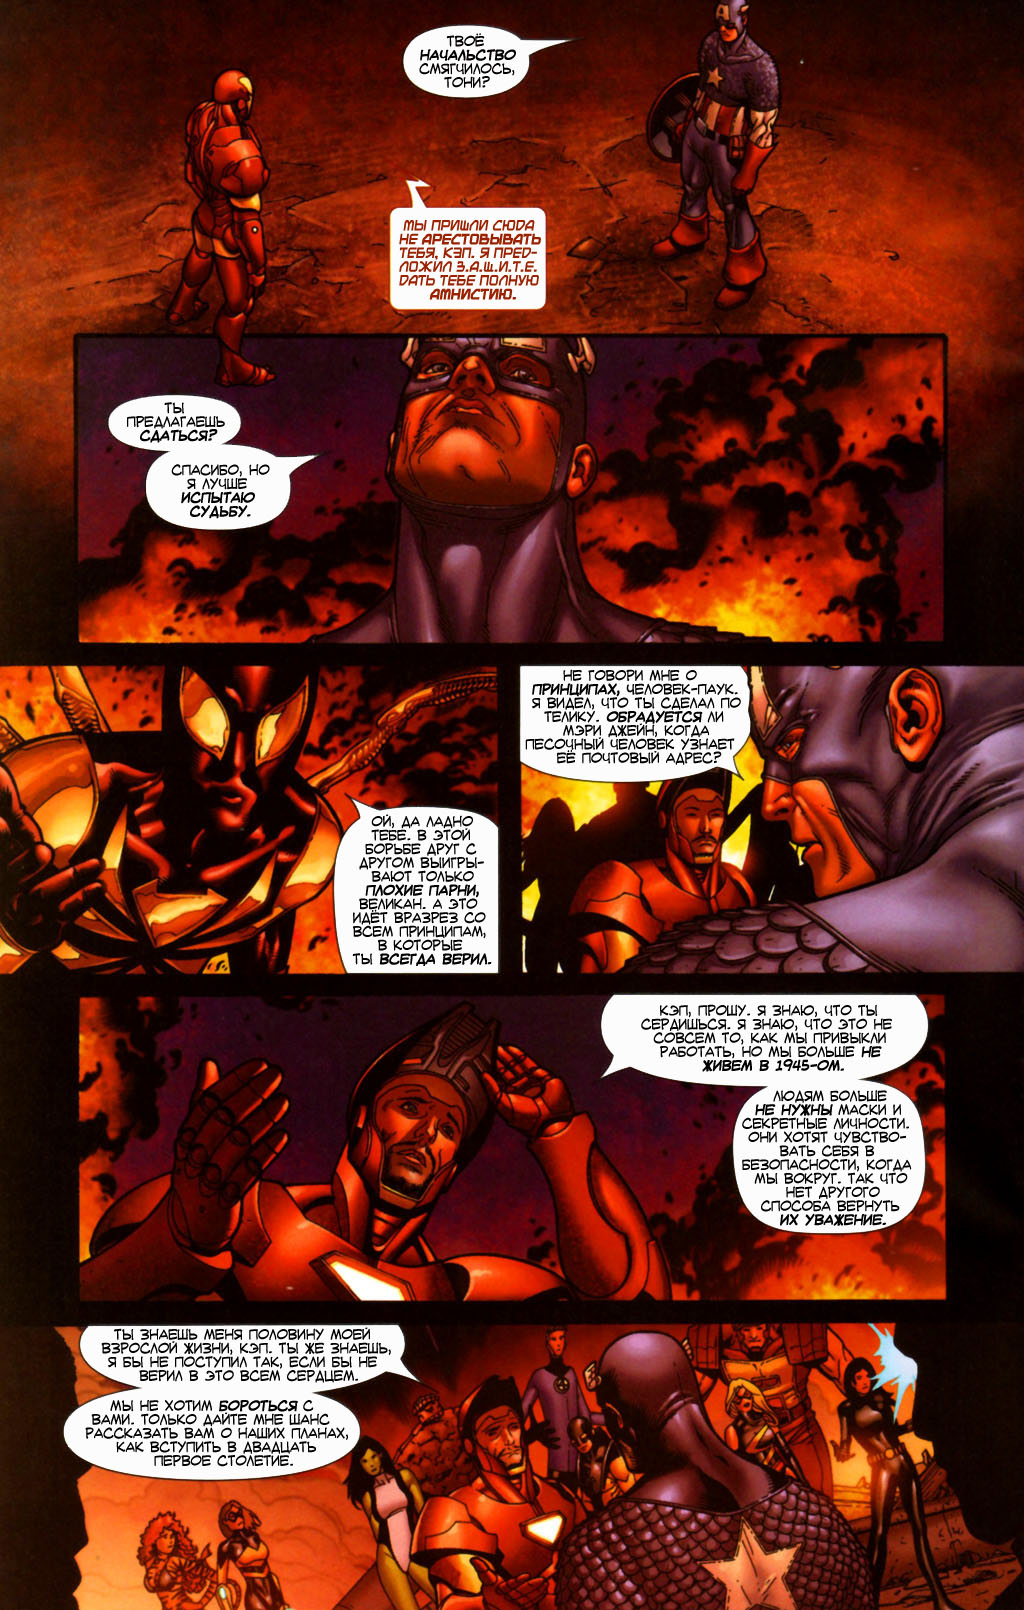 ТВОЁ
НАЧАЛЬСТВО
СМЯГЧИЛОСЬ,
ТОНИ?
МЫ ПРИШЛИ СЮДА
НЕ АРЕСТОВЫВАТЬ
ТЕБЯ, КЭП. Я ПРЕД-
ЛОЖИЛ З.А.Щ.И.Т.Е.
ДАТЬ ТЕБЕ ПОЛНУЮ
АМНИСТИЮ.
ТЫ
ПРЕДЛАГАЕШЬ
СДАТЬСЯ?
СПАСИБО, НО
Я ЛУЧШЕ
ИСПЫТАЮ
СУДЬБУ.
ОЙ, ДА ЛАДНО
ТЕБЕ. В ЭТОЙ
БОРЬБЕ ДРУГ С
ДРУГОМ ВЫИГРЫ-
ВАЮТ ТОЛЬКО
ПЛОХИЕ ПАРНИ,
ВЕЛИКАН. А ЭТО
ИДЁТ ВРАЗРЕЗ СО
ВСЕМ ПРИНЦИПАМ,
В КОТОРЫЕ
ТЫ ВСЕГДА ВЕРИЛ.
НЕ ГОВОРИ МНЕ О
ПРИНЦИПАХ, ЧЕЛОВЕК-ПАУК.
Я ВИДЕЛ, ЧТО ТЫ СДЕЛАЛ ПО
ТЕЛИКУ. ОБРАДУЕТСЯ ЛИ
МЭРИ ДЖЕЙН, КОГДА
ПЕСОЧНЫЙ ЧЕЛОВЕК УЗНАЕТ
ЕЁ ПОЧТОВЫЙ АДРЕС?
КЭП, ПРОШУ. Я ЗНАЮ, ЧТО ТЫ
СЕРДИШЬСЯ. Я ЗНАЮ, ЧТО ЭТО НЕ
СОВСЕМ ТО, КАК МЫ ПРИВЫКЛИ
РАБОТАТЬ, НО МЫ БОЛЬШЕ НЕ
ЖИВЕМ В 1945-ОМ.
ЛЮДЯМ БОЛЬШЕ
НЕ НУЖНЫ МАСКИ И
СЕКРЕТНЫЕ ЛИЧНОСТИ.
ОНИ ХОТЯТ ЧУВСТВО-
ВАТЬ СЕБЯ В
БЕЗОПАСНОСТИ, КОГДА
МЫ ВОКРУГ. ТАК ЧТО
НЕТ ДРУГОГО
СПОСОБА ВЕРНУТЬ
ИХ УВАЖЕНИЕ.
ТЫ ЗНАЕШЬ МЕНЯ ПОЛОВИНУ МОЕЙ
ВЗРОСЛОЙ ЖИЗНИ, КЭП. ТЫ ЖЕ ЗНАЕШЬ,
Я БЫ НЕ ПОСТУПИЛ ТАК, ЕСЛИ БЫ НЕ
ВЕРИЛ В ЭТО ВСЕМ СЕРДЦЕМ.
МЫ НЕ ХОТИМ БОРОТЬСЯ С
ВАМИ. ТОЛЬКО ДАЙТЕ МНЕ ШАНС
РАССКАЗАТЬ ВАМ О НАШИХ ПЛАНАХ,
КАК ВСТУПИТЬ В ДВАДЦАТЬ
ПЕРВОЕ СТОЛЕТИЕ.